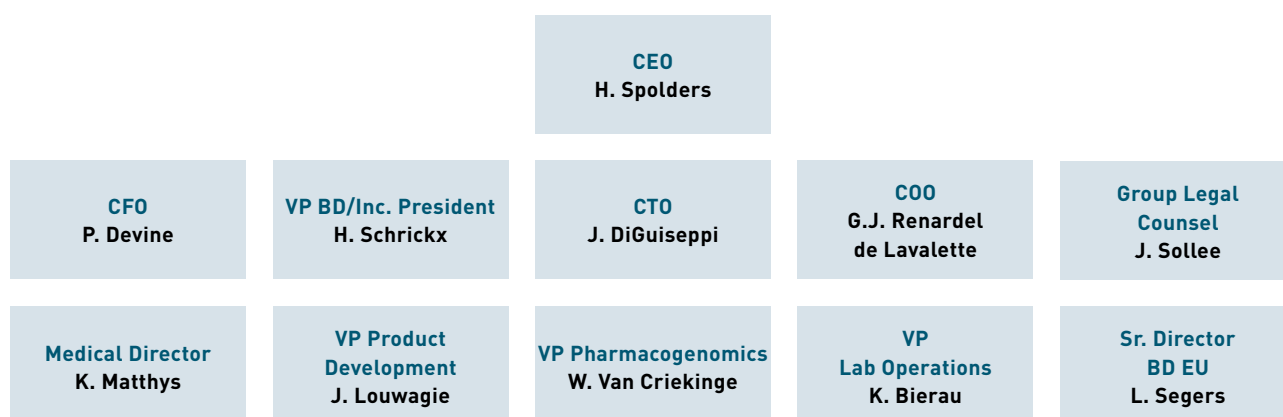 CEO
H. Spolders
CFO
P. Devine
VP BD/Inc. President
H. Schrickx
CTO
J. DiGuiseppi
COO
G.J. Renardel
de Lavalette
Group Legal
Counsel
J. Sollee
Medical Director
K. Matthys
VP Product
Development
J. Louwagie
VP Pharmacogenomics
W. Van Criekinge
VP
Lab Operations
K. Bierau
Sr. Director
BD EU
L. Segers